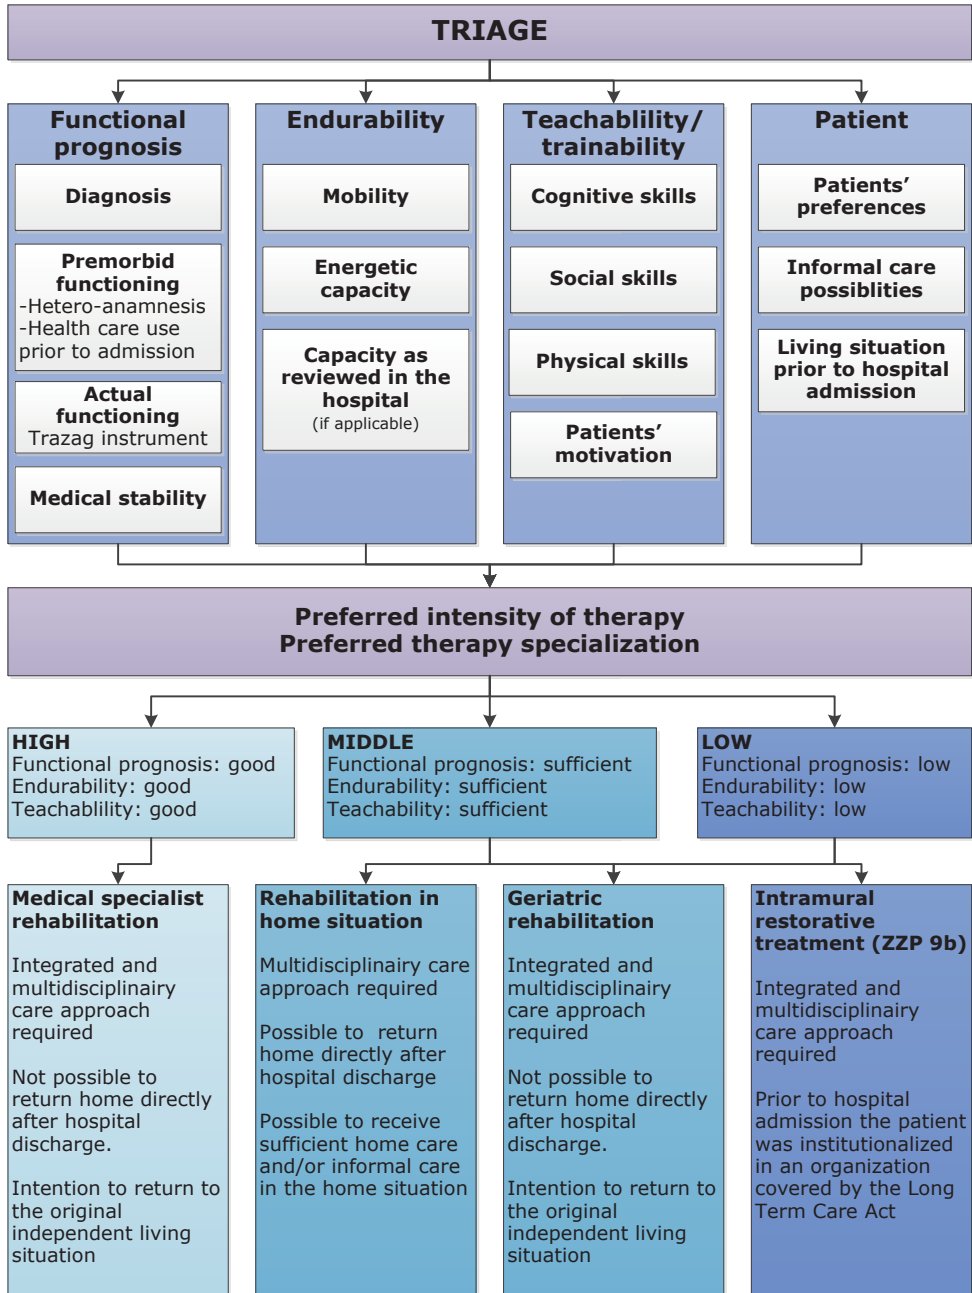 TRIAGE
Functional
prognosis
Diagnosis
Premorbid
functioning
-Hetero-anamnesis
-Health care use
prior to admission
Actual
functioning
Trazag instrument
Medical stability
Endurability
Mobility
Energetic
capacity
Capacity as
reviewed in the
hospital
(if applicable)
Teachablility/
trainability
Cognitive skills
Social skills
Physical skills
Patients’
motivation
Patient
Patients’
preferences
Informal care
possiblities
Living situation
prior to hospital
admission
Preferred intensity of therapy
Preferred therapy specialization
HIGH
Functional prognosis: good
Endurability: good
Teachablility: good
MIDDLE
Functional prognosis: sufficient
Endurability: sufficient
Teachability: sufficient
LOW
Functional prognosis: low
Endurability: low
Teachability: low
Medical specialist
rehabilitation
Integrated and
multidisciplinairy
care approach
required
Not possible to
return home directly
after hospital
discharge.
Intention to return to
the original
independent living
situation
Rehabilitation in
home situation
Multidisciplinairy care
approach required
Possible to return
home directly after
hospital discharge
Possible to receive
sufficient home care
and/or informal care
in the home situation
Geriatric
rehabilitation
Integrated and
multidisciplinairy
care approach
required
Not possible to
return home directly
after hospital
discharge.
Intention to return to
the original
independent living
situation
Intramural
restorative
treatment (ZZP 9b)
Integrated and
multidisciplinairy
care approach
required
Prior to hospital
admission the patient
was institutionalized
in an organization
covered by the Long
Term Care Act